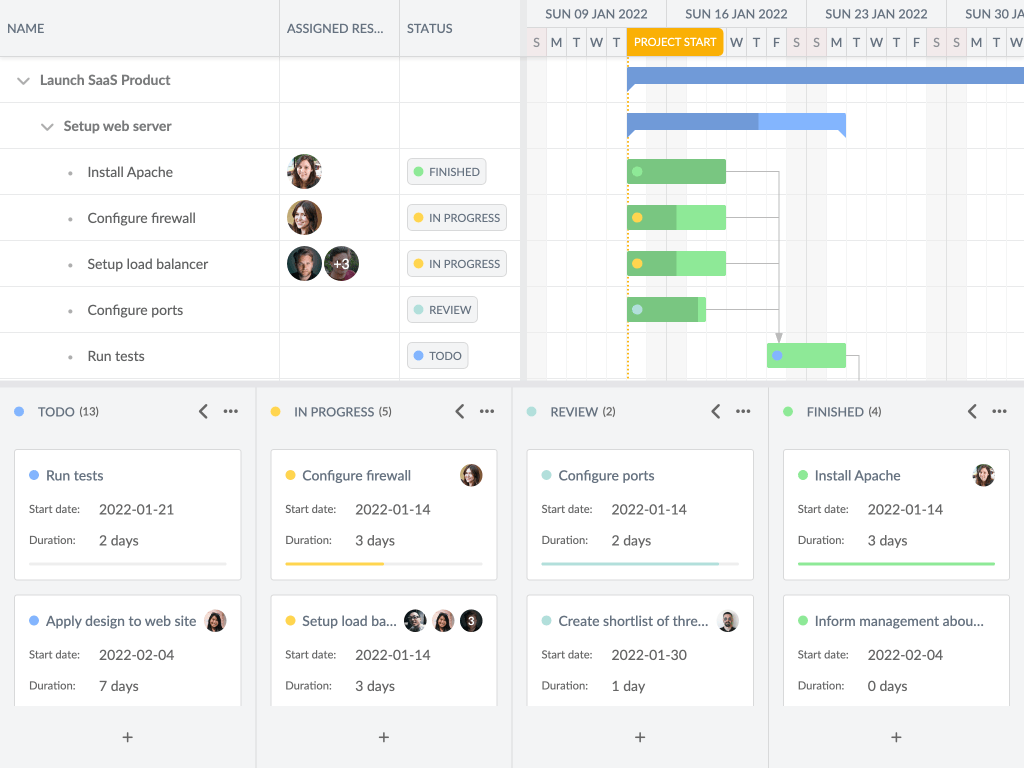 NAME
ASSIGNED RES...
STATUS
SUN 09 JAN 2022
SUN 16 JAN 2022
SUN 23 JAN 2022
SUN 30 JA
S M T W T PROJECT START W T F S S M T W T F S S M T W
Launch SaaS Product
Setup web server
Install Apache
FINISHED
Configure firewall
IN PROGRESS
Setup load balancer
+3
IN PROGRESS
Configure ports
REVIEW
Run tests
TODO
TODO (13)
IN PROGRESS (5)
REVIEW (2)
FINISHED (4)
Run tests
Start date: 2022-01-21
Duration: 2 days
Configure firewall
Start date: 2022-01-14
Duration: 3 days
Configure ports
Start date: 2022-01-14
Duration: 2 days
Install Apache
Start date: 2022-01-14
Duration: 3 days
Apply design to web site
Start date: 2022-02-04
Duration: 7 days
Setup load ba...
3
Start date: 2022-01-14
Duration: 3 days
Create shortlist of thre...
Start date: 2022-01-30
Duration: 1 day
Inform management abou...
Start date: 2022-02-04
Duration: 0 days